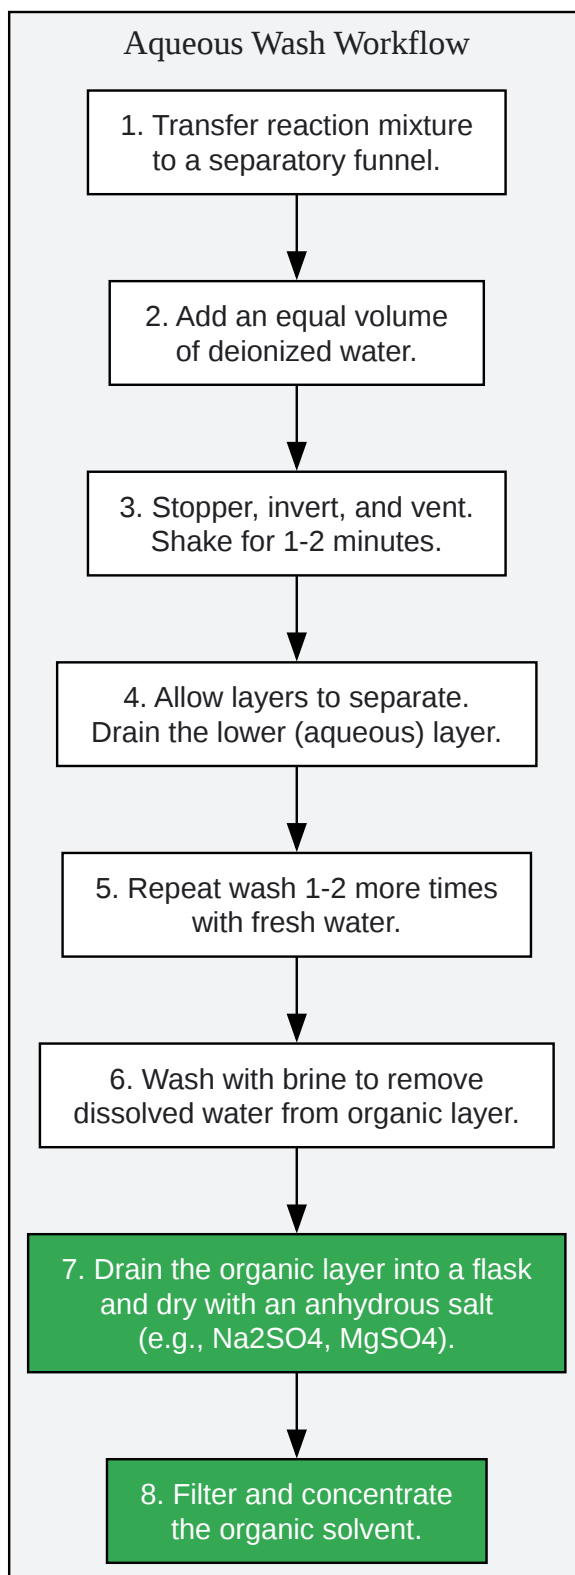 Aqueous Wash Workflow
1. Transfer reaction mixture
to a separatory funnel.
2. Add an equal volume
of deionized water.
3. Stopper, invert, and vent.
Shake for 1-2 minutes.
4. Allow layers to separate.
Drain the lower (aqueous) layer.
5. Repeat wash 1-2 more times
with fresh water.
6. Wash with brine to remove
dissolved water from organic layer.
7. Drain the organic layer into a flask
and dry with an anhydrous salt
(e.g., Na2SO4, MgSO4).
8. Filter and concentrate
the organic solvent.